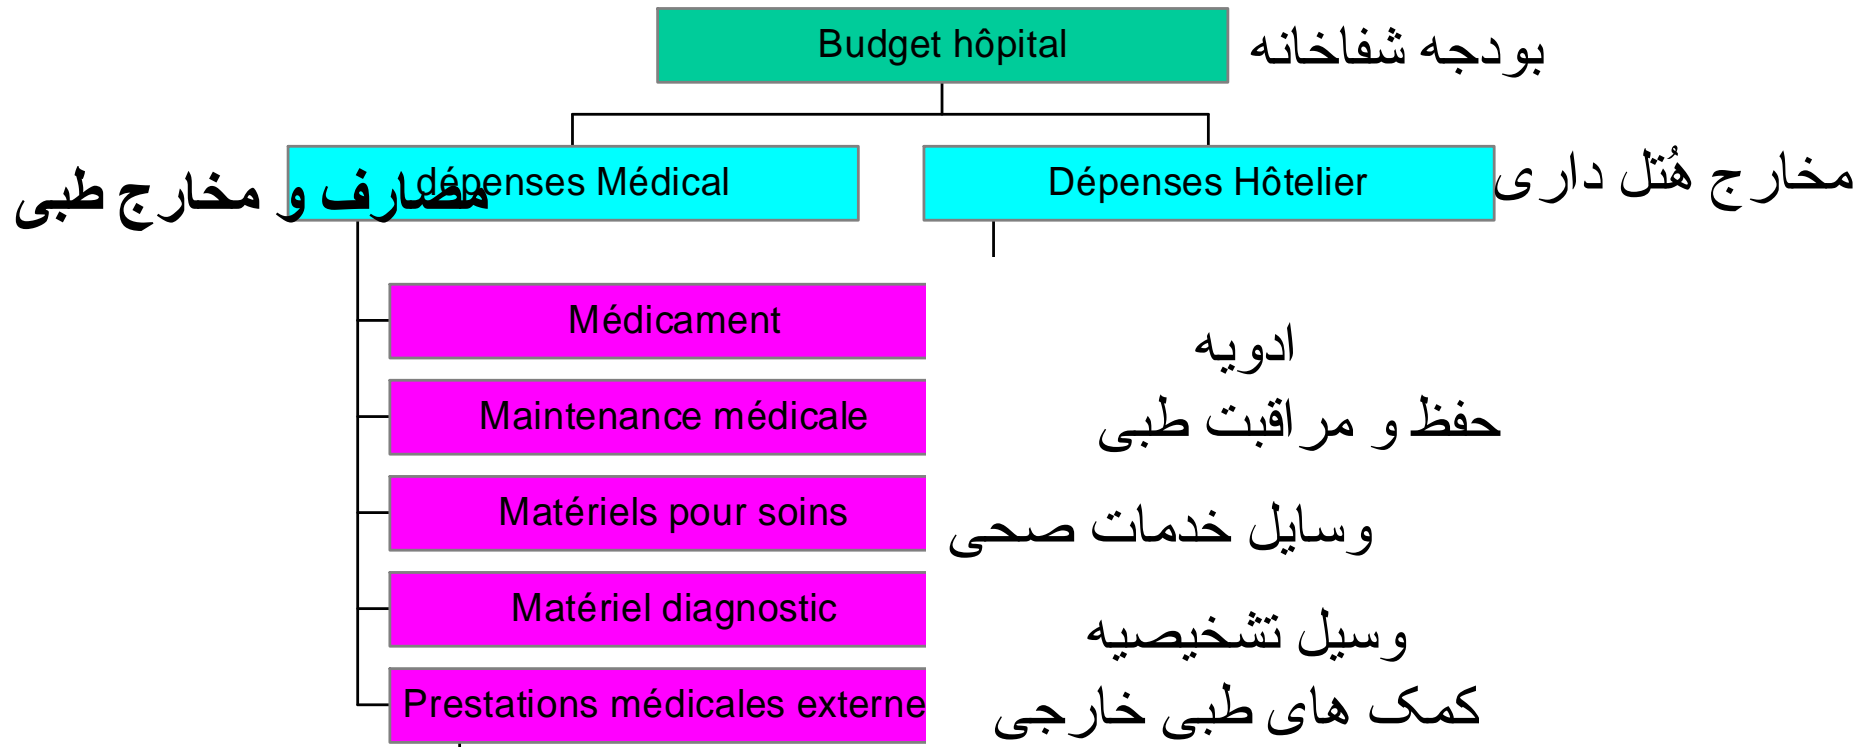 Budget hôpital
بودجه شفاخانه
dépenses Médical
مصارف و مخارج طبی
Dépenses Hôtelier
مخارج هُتل داری
Médicament
ادویه
Maintenance médicale
حفظ و مراقبت طبی
Matériels pour soins
وسایل خدمات صحی
Matériel diagnostic
وسیل تشخیصیه
Prestations médicales externe
کمک های طبی خارجی